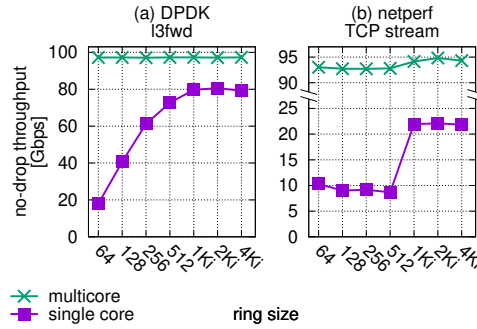 (a) DPDK
l3fwd
(b) netperf
TCP stream
no-drop throughput
[Gbps]
100
80
60
40
20
0
95
90
25
20
15
10
5
0
64
128
256
512
1Ki
2Ki
4Ki
64
128
256
512
1Ki
2Ki
4Ki
multicore
single core
ring size